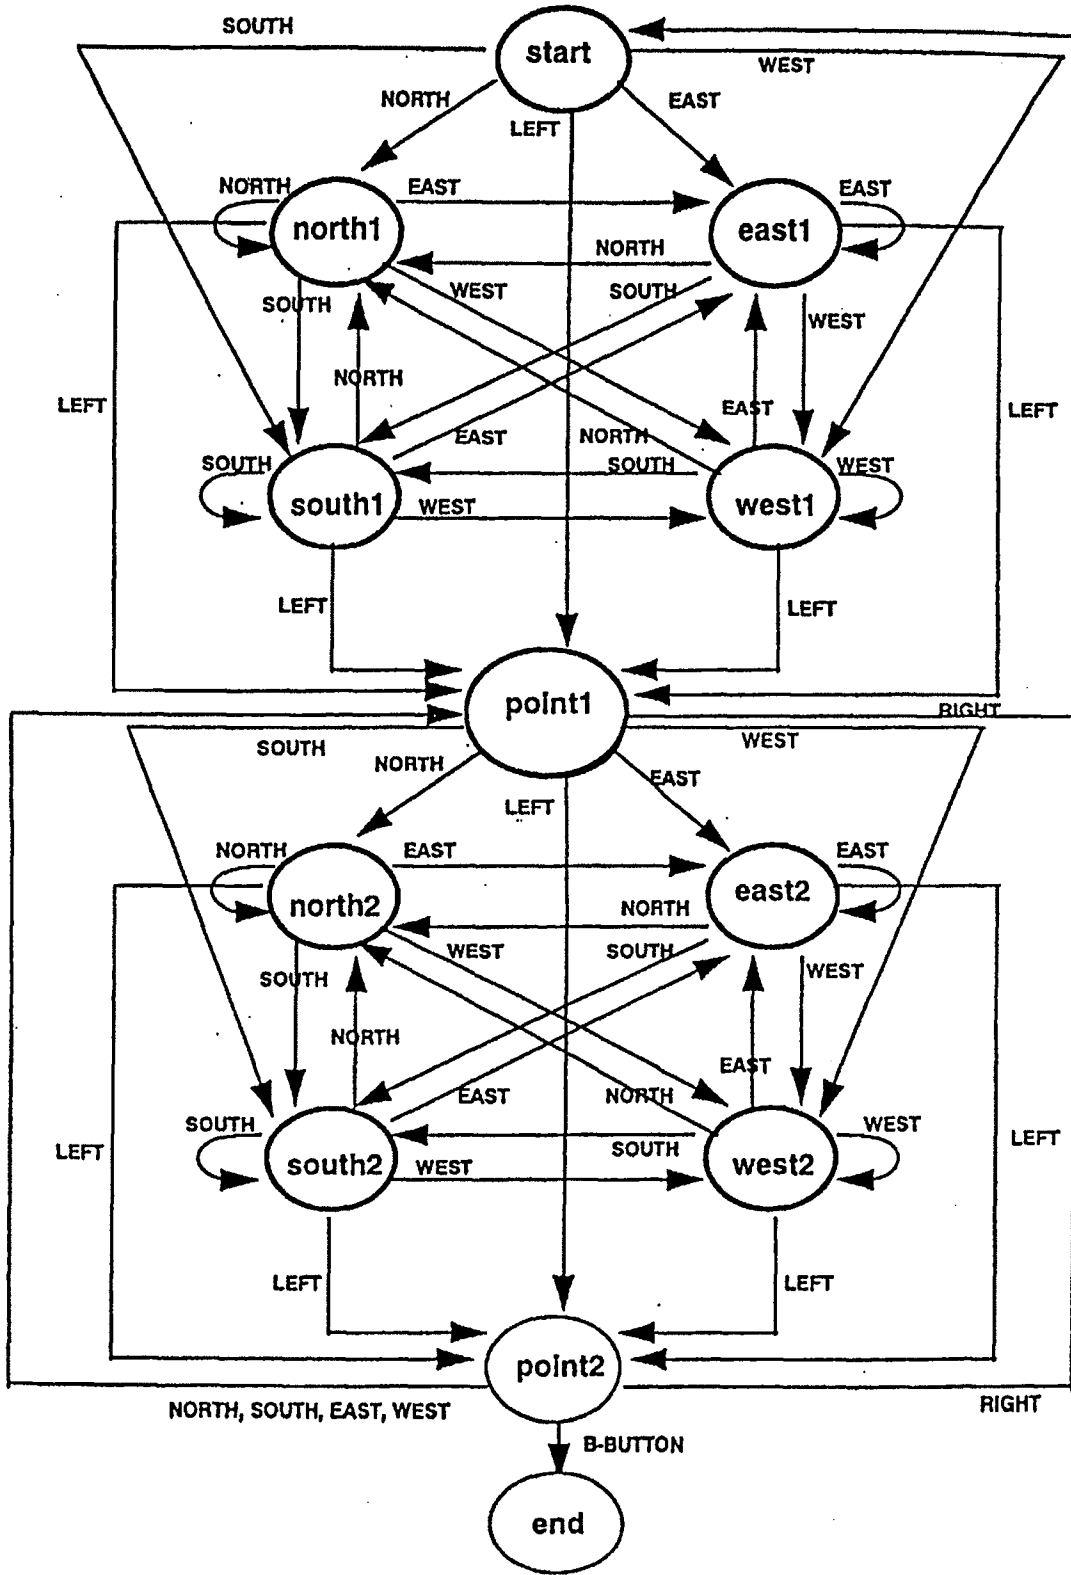 SOUTH
start
WEST
NORTH
EAST
LEFT
NORTH
EAST
EAST
north1
east1
NORTH
WEST
SOUTH
SOUTH
WEST
NORTH
LEFT
EAST
LEFT
EAST
NORTH
SOUTH
SOUTH
WEST
south1
WEST
west1
LEFT
LEFT
point1
RIGHT
SOUTH
WEST
NORTH
EAST
LEFT
NORTH
EAST
EAST
north2
east2
NORTH
WEST
SOUTH
SOUTH
WEST
NORTH
EAST
EAST
NORTH
SOUTH
WEST
LEFT
LEFT
SOUTH
south2
WEST
west2
LEFT
LEFT
point2
NORTH, SOUTH, EAST, WEST
RIGHT
B-BUTTON
end